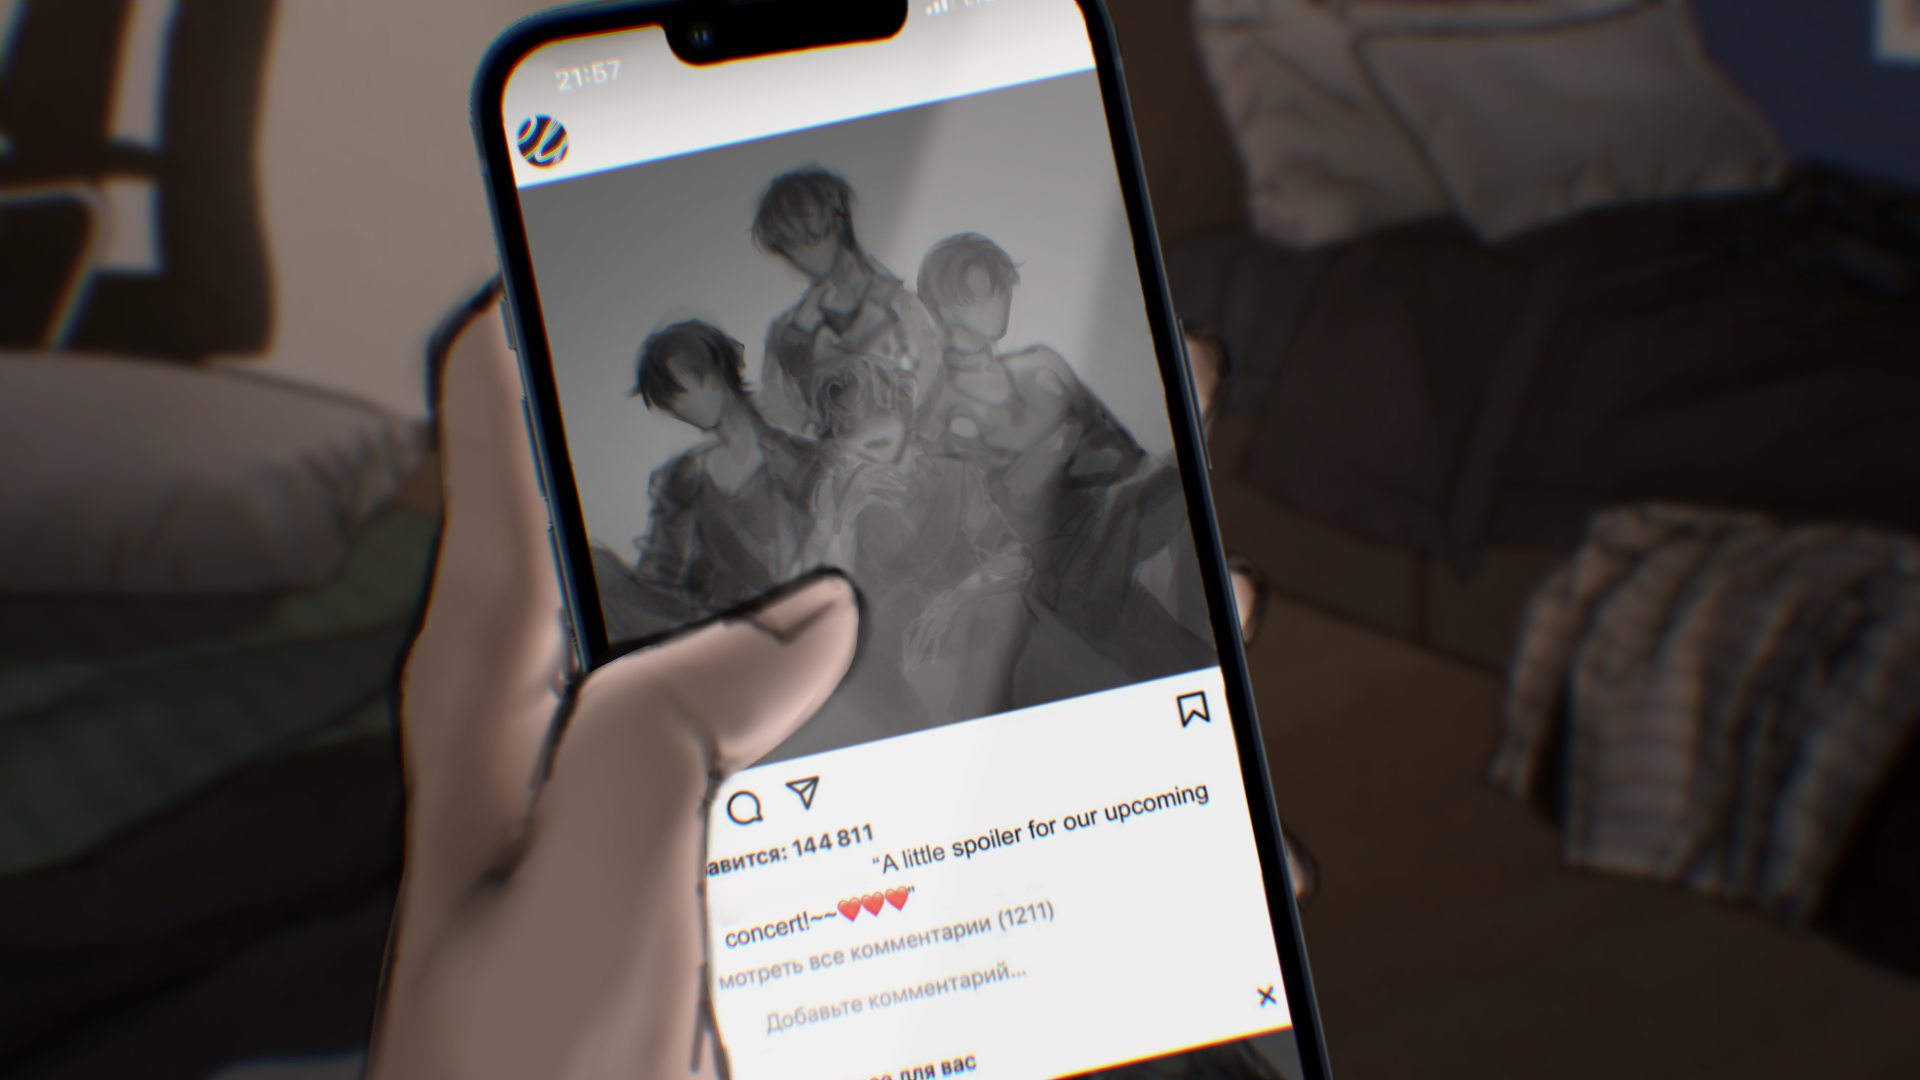 21:57
авится: 144 811
“A little spoiler for our upcoming
concert!~~❤️❤️❤️”
мотреть все комментарии (1211)
Добавьте комментарий...
для вас